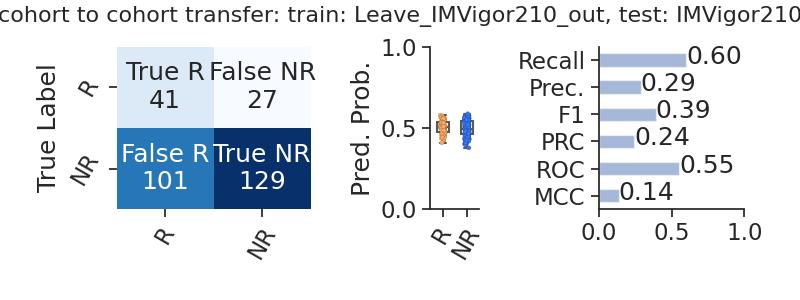 cohort to cohort transfer: train: Leave_IMVigor210_out, test: IMVigor210
True Label
R
NR
True R
41
False NR
27
False R
101
True NR
129
R
NR
Pred. Prob.
1.0
0.5
0.0
R
NR
Recall
0.60
Prec.
0.29
F1
0.39
PRC
0.24
ROC
0.55
MCC
0.14
0.0
0.5
1.0